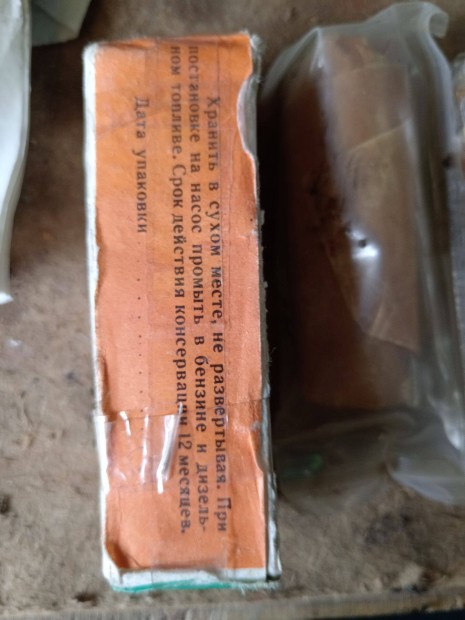 Хранить в сухом месте, не развертывая. При
постановке на насос промыть в бензине и дизель-
ном топливе. Срок действия консервации 12 месяцев.
Дата упаковки . . . . . . . . . .